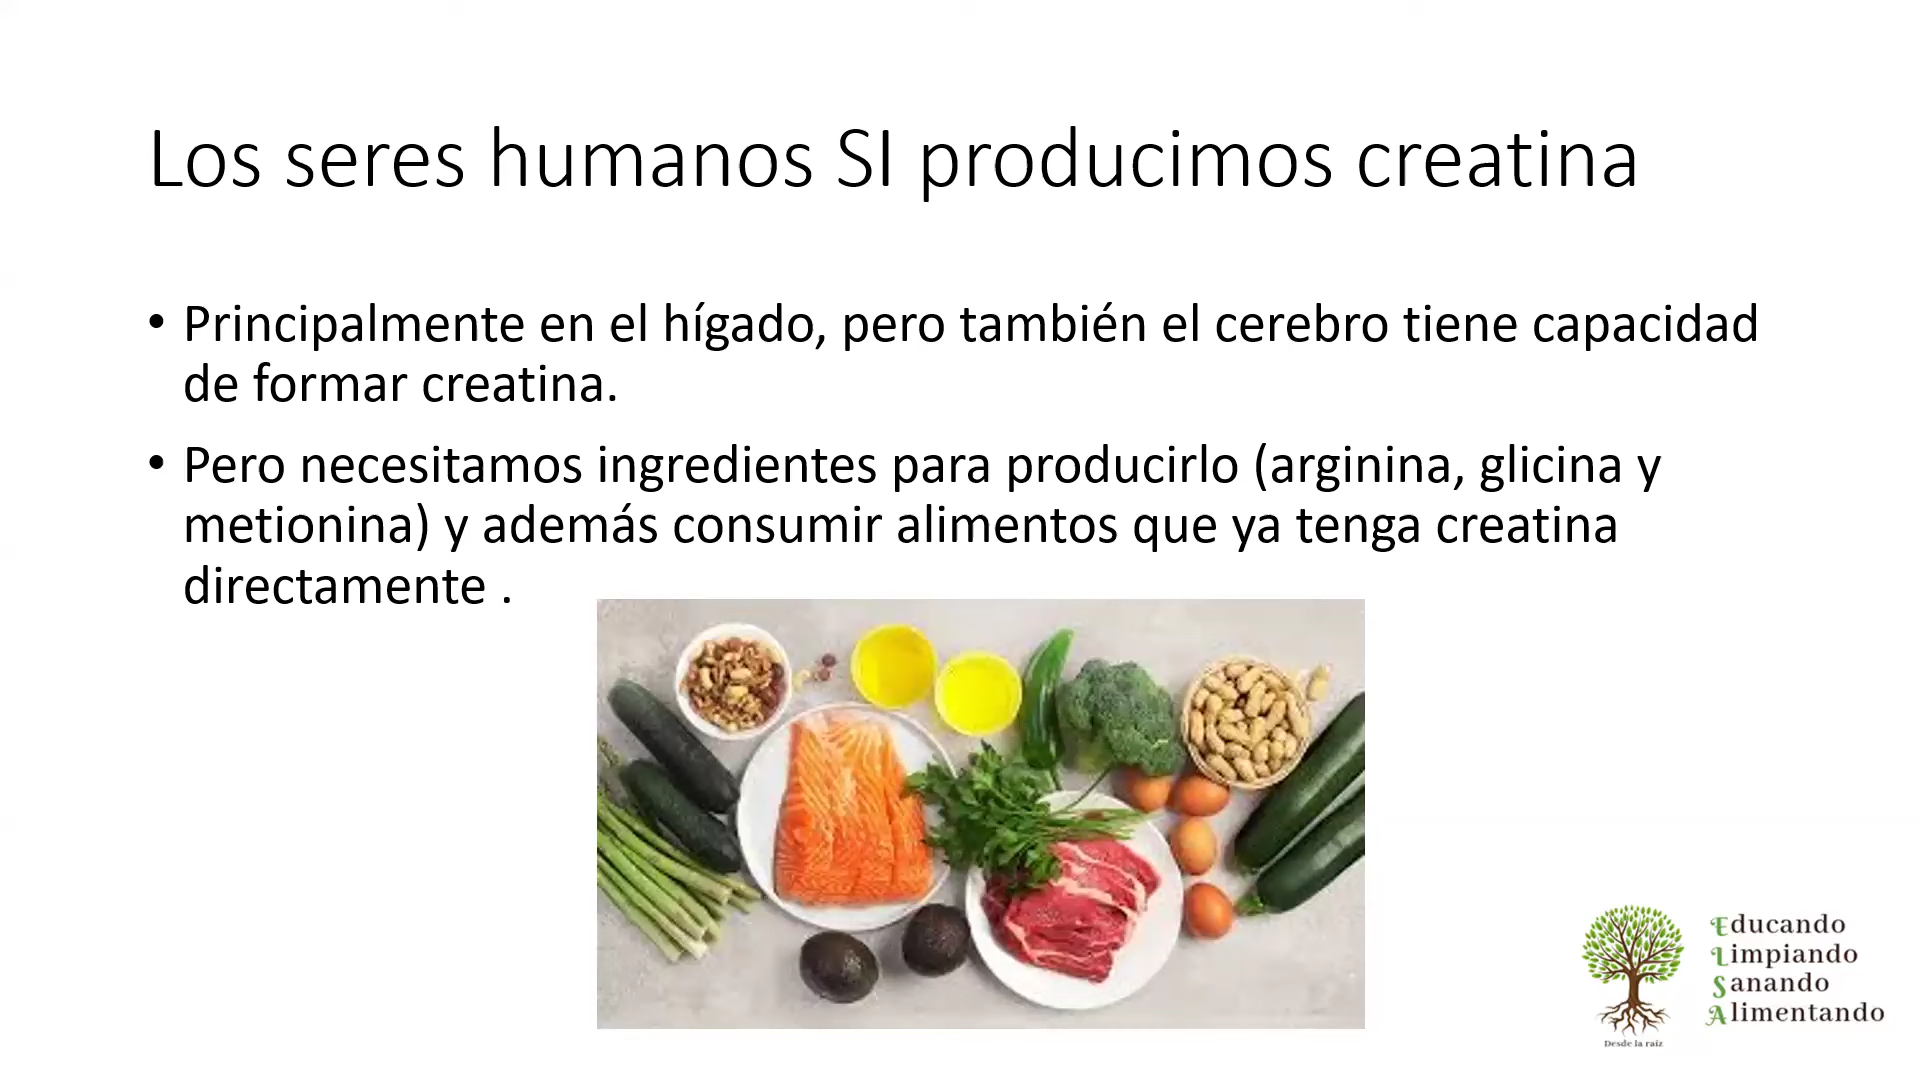 Los seres humanos SI producimos creatina
• Principalmente en el hígado, pero también el cerebro tiene capacidad
de formar creatina.
• Pero necesitamos ingredientes para producirlo (arginina, glicina y
metionina) y además consumir alimentos que ya tenga creatina
directamente .
Educando
Limpiando
Sanando
Alimentando
Desde la raíz